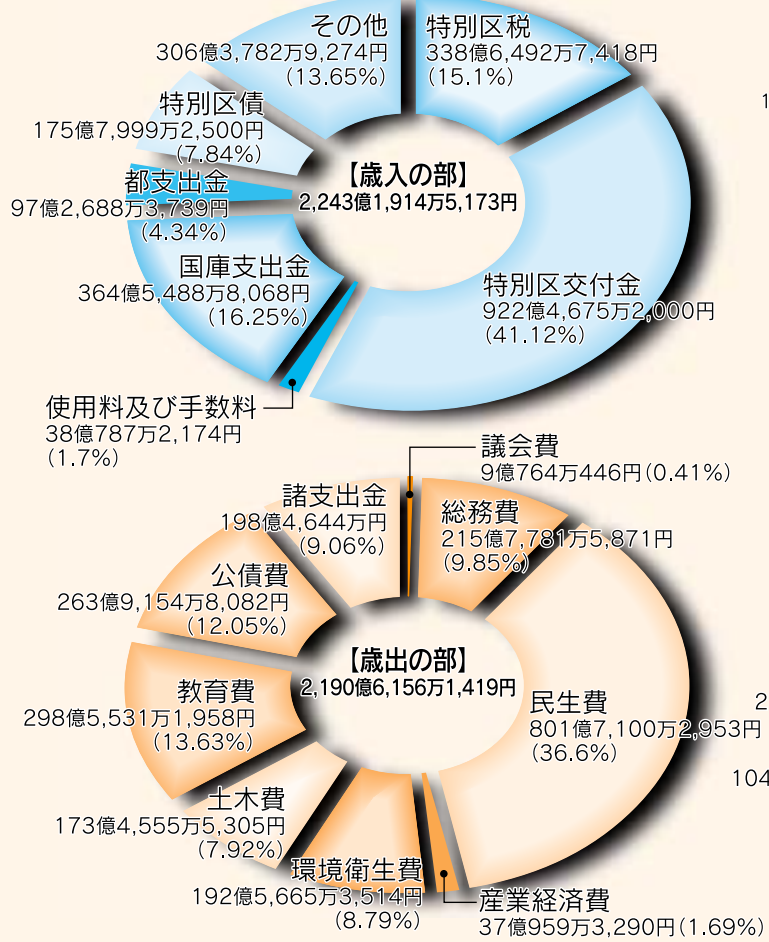 その他
306億3,782万9,274円
(13.65%)
特別区税
338億6,492万7,418円
(15.1%)
特別区債
175億7,999万2,500円
(7.84%)
都支出金
97億2,688万3,739円
(4.34%)
国庫支出金
364億5,488万8,068円
(16.25%)
使用料及び手数料
38億787万2,174円
(1.7%)
【歳入の部】
2,243億1,914万5,173円
特別区交付金
922億4,675万2,000円
(41.12%)
1
議会費
9億764万446円(0.41%)
諸支出金
198億4,644万円
(9.06%)
総務費
215億7,781万5,871円
(9.85%)
公債費
263億9,154万8,082円
(12.05%)
【歳出の部】
2,190億6,156万1,419円
教育費
298億5,531万1,958円
(13.63%)
民生費
801億7,100万2,953円
(36.6%)
2
104
土木費
173億4,555万5,305円
(7.92%)
環境衛生費
192億5,665万3,514円
(8.79%)
産業経済費
37億959万3,290円(1.69%)